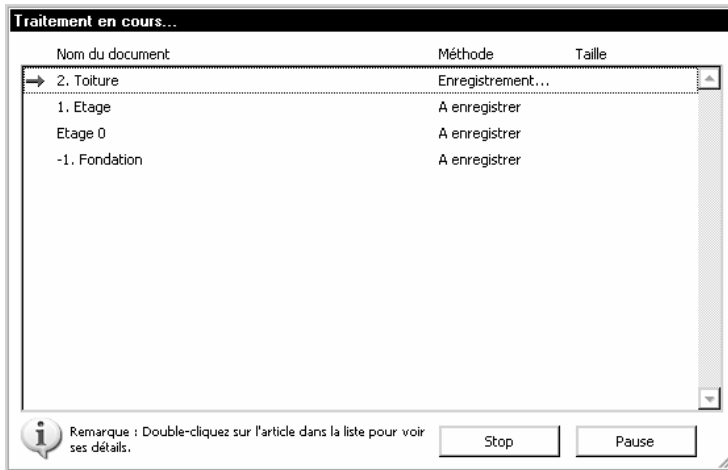 Traitement en cours...
Nom du document Méthode Taille
2. Toiture Enregistrement...
1. Etage A enregistrer
Etage 0 A enregistrer
-1. Fondation A enregistrer
Remarque : Double-cliquez sur l'article dans la liste pour voir
ses détails.
Stop Pause